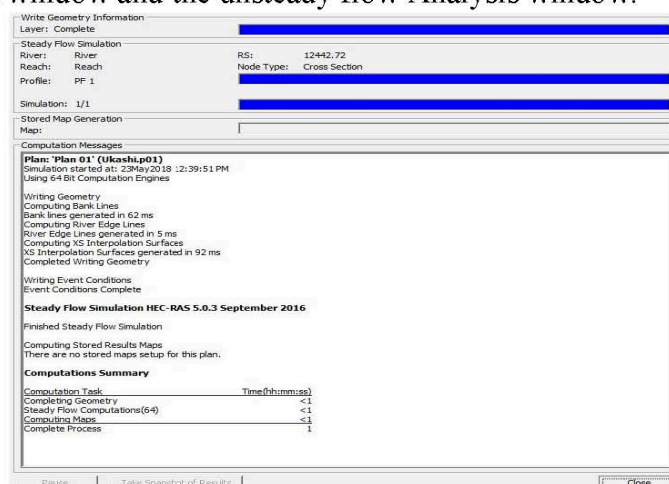 window and the unsteady flow Analysis window.
Write Geometry Information
Layer: Complete
Steady Flow Simulation
River: River RS: 12442.72
Reach: Reach Node Type: Cross Section
Profile: PF 1
Simulation: 1/1
Stored Map Generation
Map:
Computation Messages
Plan: 'Plan 01' (Ukashi.p01)
Simulation started at: 23May2018 12:39:51 PM
Using 64 Bit Computation Engines
Writing Geometry
Computing Bank Lines
Bank lines generated in 62 ms
Computing River Edge Lines
River Edge Lines generated in 5 ms
Computing XS Interpolation Surfaces
XS Interpolation Surfaces generated in 92 ms
Completed Writing Geometry
Writing Event Conditions
Event Conditions Complete
Steady Flow Simulation HEC-RAS 5.0.3 September 2016
Finished Steady Flow Simulation
Computing Stored Results Maps
There are no stored maps setup for this plan.
Computations Summary
Computation Task Time(hh:mm:ss)
Completing Geometry <1
Steady Flow Computations(64) <1
Computing Maps <1
Complete Process 1
Pause Take Snapshot of Results Close